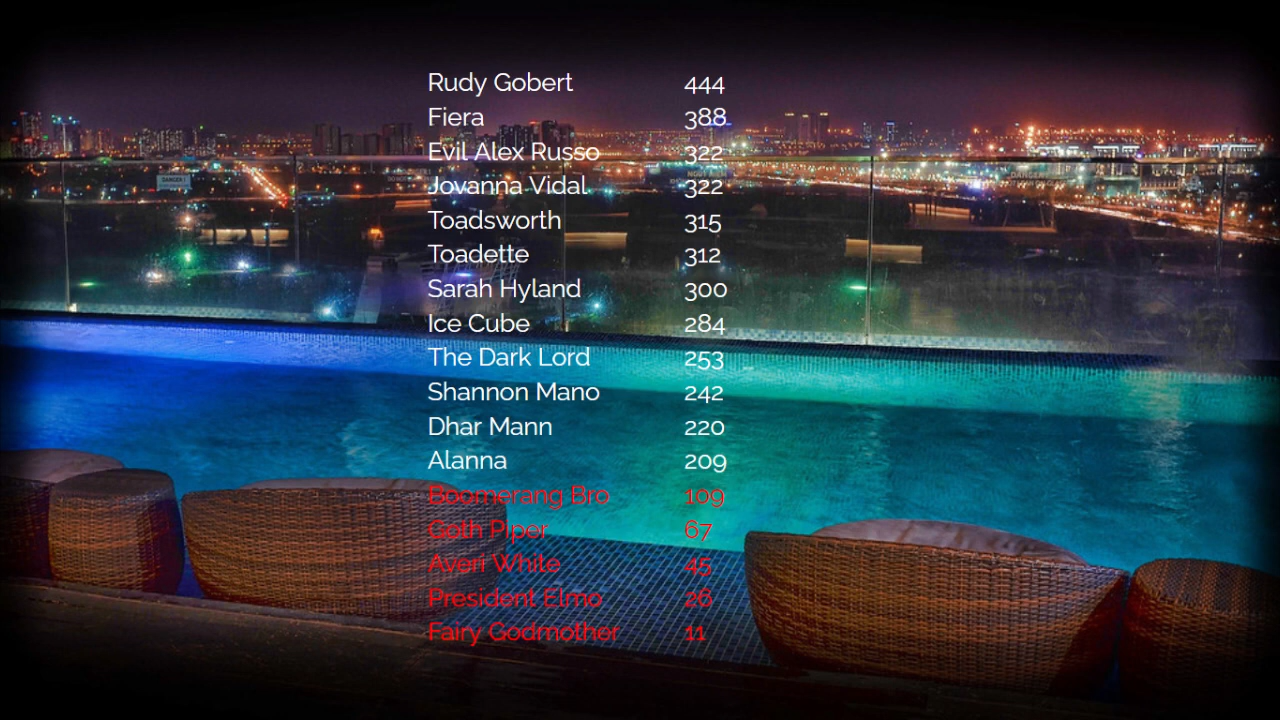 Rudy Gobert 444
Fiera 388
Evil Alex Russo 322
Jovanna Vidal 322
Toadsworth 315
Toadette 312
Sarah Hyland 300
Ice Cube 284
The Dark Lord 253
Shannon Mano 242
Dhar Mann 220
Alanna 209
Boomerang Bro 109
Goth Piper 67
Averi White 45
President Elmo 26
Fairy Godmother 11
DANGER!